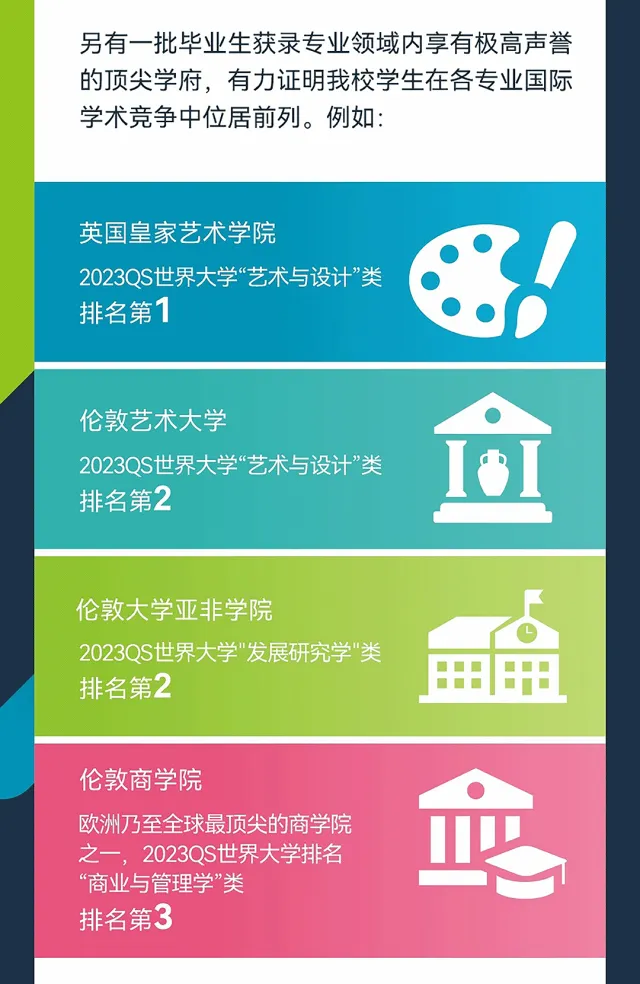 另有一批毕业生获录专业领域内享有极高声誉
的顶尖学府，有力证明我校学生在各专业国际
学术竞争中位居前列。例如：
英国皇家艺术学院
2023QS世界大学“艺术与设计”类
排名第1
伦敦艺术大学
2023QS世界大学“艺术与设计”类
排名第2
伦敦大学亚非学院
2023QS世界大学"发展研究学"类
排名第2
伦敦商学院
欧洲乃至全球最顶尖的商学院
之一，2023QS世界大学排名
“商业与管理学”类
排名第3